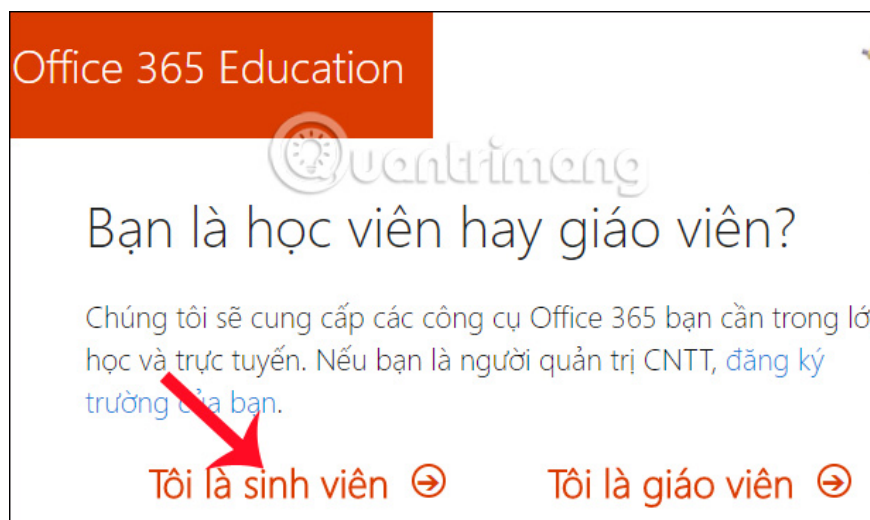 Office 365 Education
Quantrimang
Bạn là học viên hay giáo viên?
Chúng tôi sẽ cung cấp các công cụ Office 365 bạn cần trong
học và trực tuyến. Nếu bạn là người quản trị CNTT, đăng ký
trường của bạn.
Tôi là sinh viên Tôi là giáo viên